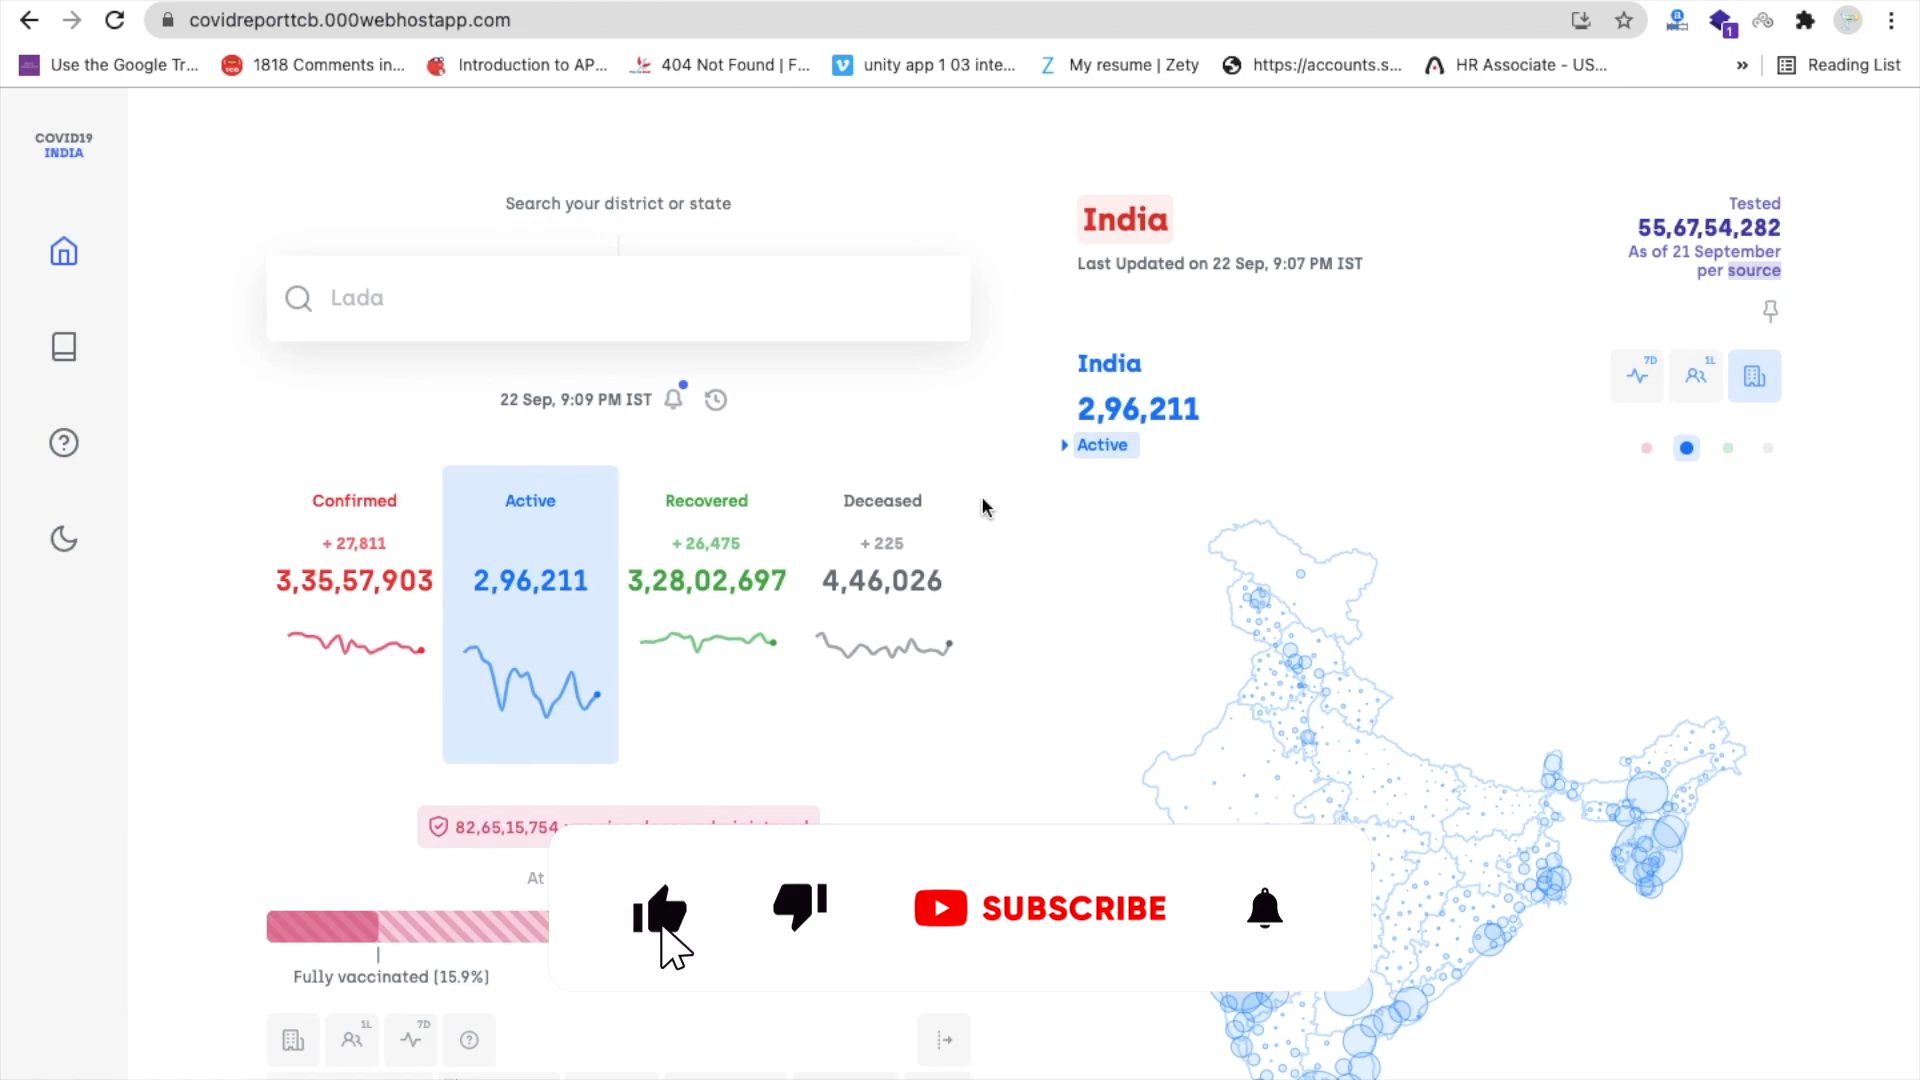 covidreporttcb.000webhostapp.com
1
Use the Google Tr...
1818 Comments in...
Introduction to AP...
404 Not Found | F...
unity app 1 03 inte...
My resume | Zety
https://accounts.s...
HR Associate - US...
»
Reading List
COVID19
INDIA
Search your district or state
Lada
22 Sep, 9:09 PM IST
Confirmed
+ 27,811
3,35,57,903
Active
2,96,211
Recovered
+ 26,475
3,28,02,697
Deceased
+ 225
4,46,026
82,65,15,754
At
Fully vaccinated (15.9%)
1L
7D
India
Last Updated on 22 Sep, 9:07 PM IST
Tested
55,67,54,282
As of 21 September
per source
India
2,96,211
Active
7D
1L
SUBSCRIBE